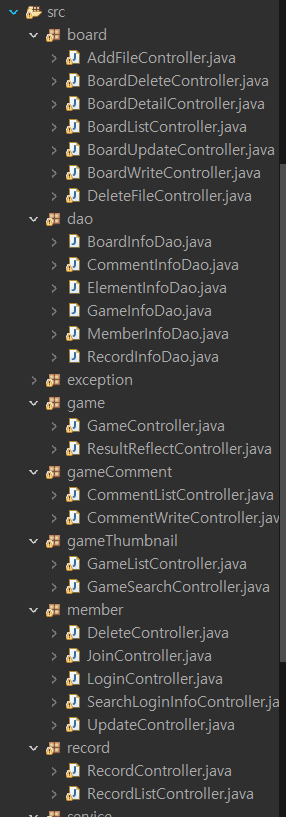 src
board
AddFileController.java
BoardDeleteController.java
BoardDetailController.java
BoardListController.java
BoardUpdateController.java
BoardWriteController.java
DeleteFileController.java
dao
BoardInfoDao.java
CommentInfoDao.java
ElementInfoDao.java
GameInfoDao.java
MemberInfoDao.java
RecordInfoDao.java
exception
game
GameController.java
ResultReflectController.java
gameComment
CommentListController.java
CommentWriteController.jav
gameThumbnail
GameListController.java
GameSearchController.java
member
DeleteController.java
JoinController.java
LoginController.java
SearchLoginInfoController.ja
UpdateController.java
record
RecordController.java
RecordListController.java
service